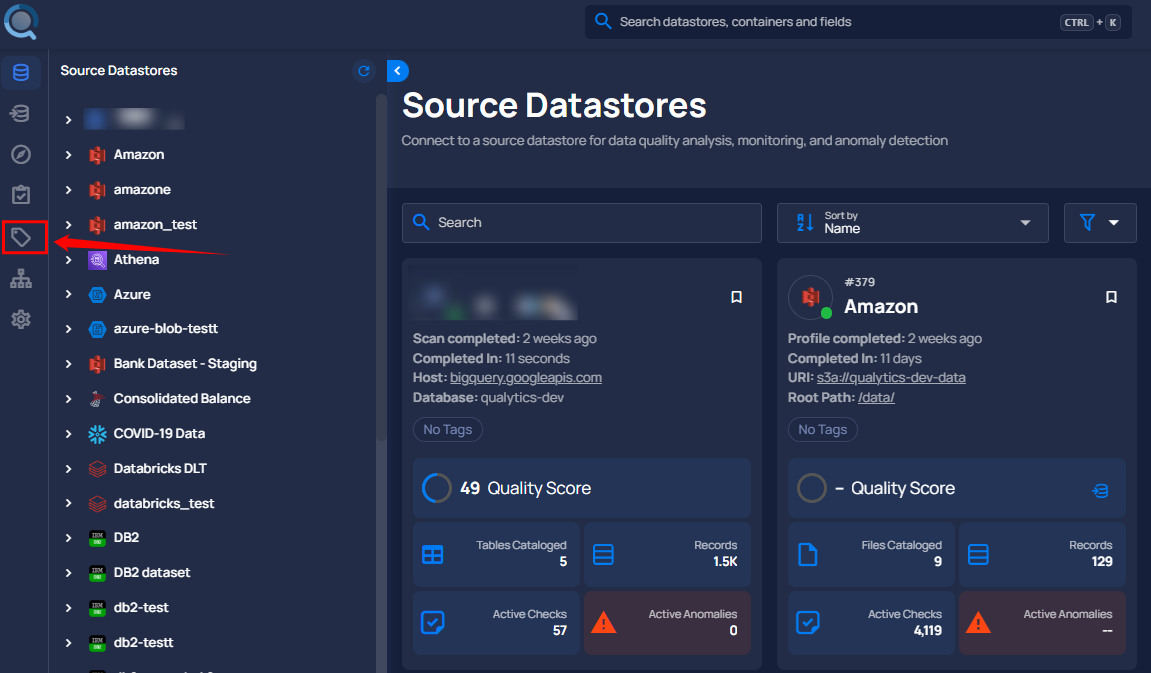 Search datastores, containers and fields
CTRL + K
Source Datastores
Amazon
amazone
amazon_test
Athena
Azure
azure-blob-testt
Bank Dataset - Staging
Consolidated Balance
COVID-19 Data
Databricks DLT
databricks_test
DB2
DB2 dataset
db2-test
db2-testt
Source Datastores
Connect to a source datastore for data quality analysis, monitoring, and anomaly detection
Search
Sort by
Name
Scan completed: 2 weeks ago
Completed In: 11 seconds
Host: bigquery.googleapis.com
Database: qualytics-dev
No Tags
49 Quality Score
Tables Cataloged
5
Records
1.5K
Active Checks
57
Active Anomalies
0
#379
Amazon
Profile completed: 2 weeks ago
Completed In: 11 days
URI: s3a://qualytics-dev-data
Root Path: /data/
No Tags
– Quality Score
Files Cataloged
9
Records
129
Active Checks
4,119
Active Anomalies
--